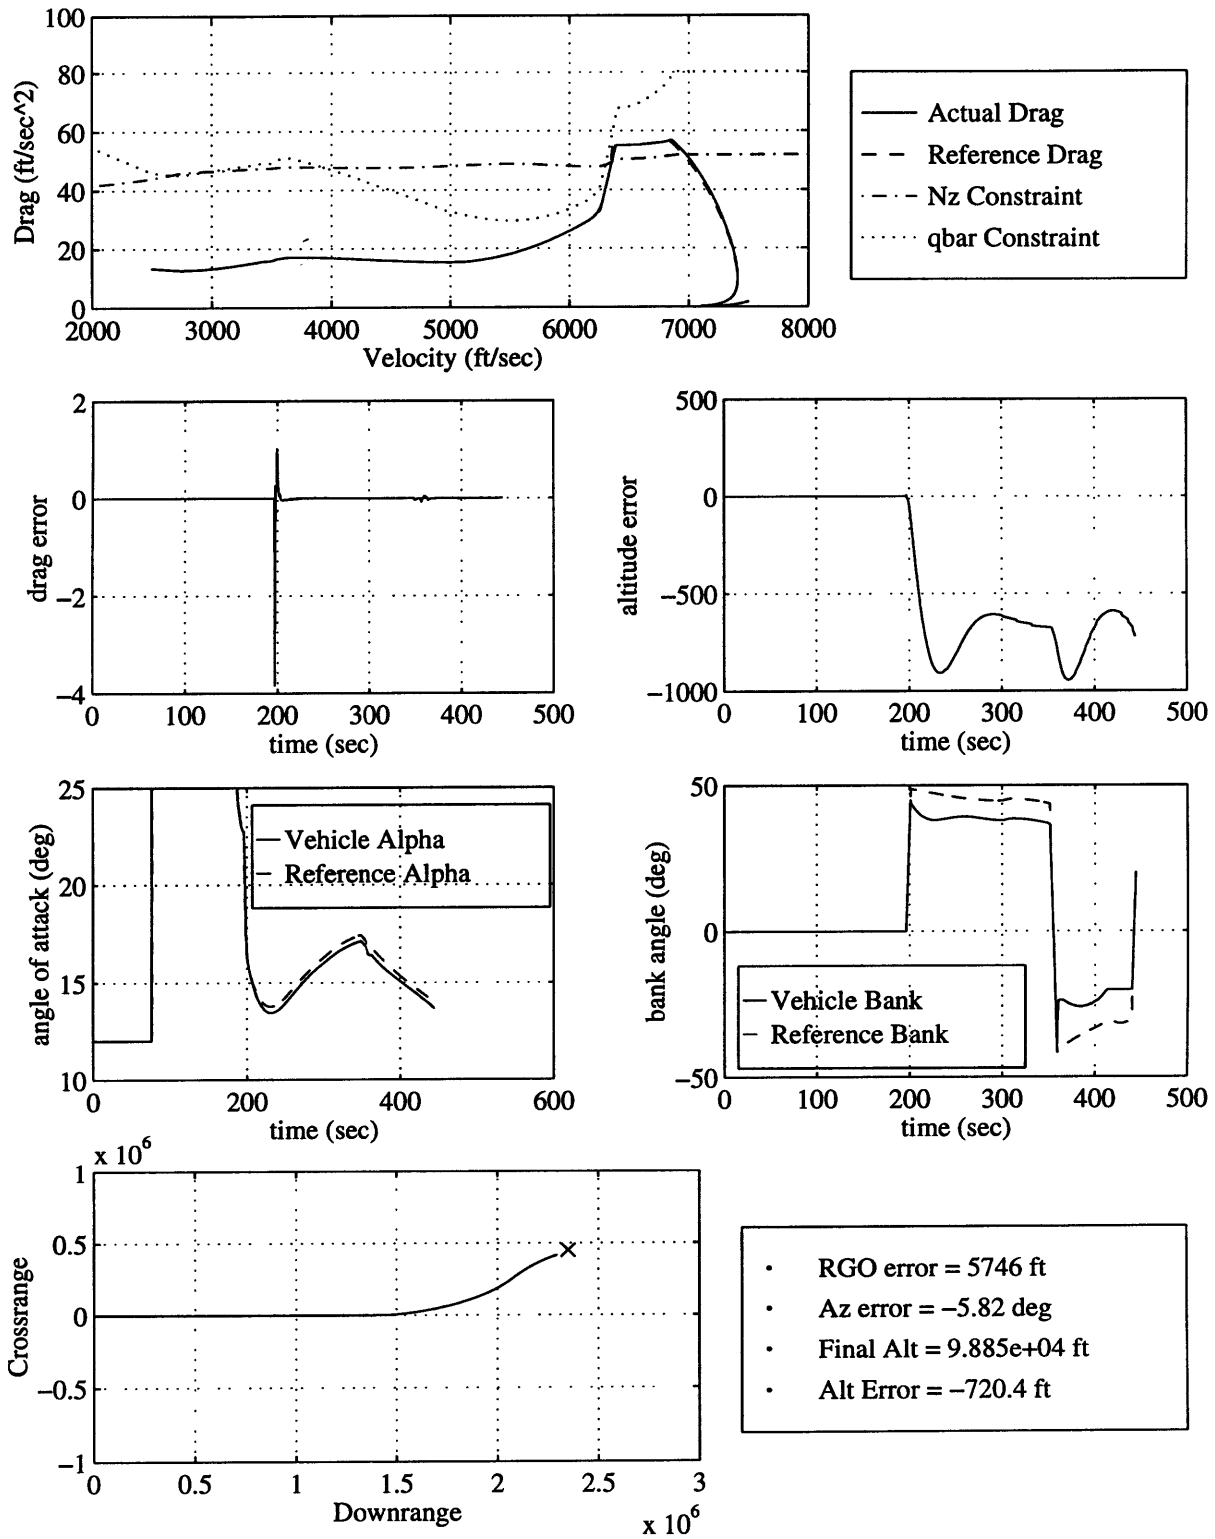 100
80
60
40
20
0
Drag (ft/sec^2)
2000 3000 4000 5000 6000 7000 8000
Velocity (ft/sec)
Actual Drag
Reference Drag
Nz Constraint
qbar Constraint
2
0
−2
−4
drag error
0 100 200 300 400 500
time (sec)
500
0
−500
−1000
altitude error
0 100 200 300 400 500
time (sec)
25
20
15
10
angle of attack (deg)
Vehicle Alpha
Reference Alpha
0 200 400 600
time (sec)
50
0
−50
bank angle (deg)
Vehicle Bank
Reference Bank
0 100 200 300 400 500
time (sec)
x 10^6
1
0.5
0
−0.5
−1
Crossrange
0 0.5 1 1.5 2 2.5 3
Downrange
x 10^6
RGO error = 5746 ft
Az error = −5.82 deg
Final Alt = 9.885e+04 ft
Alt Error = −720.4 ft